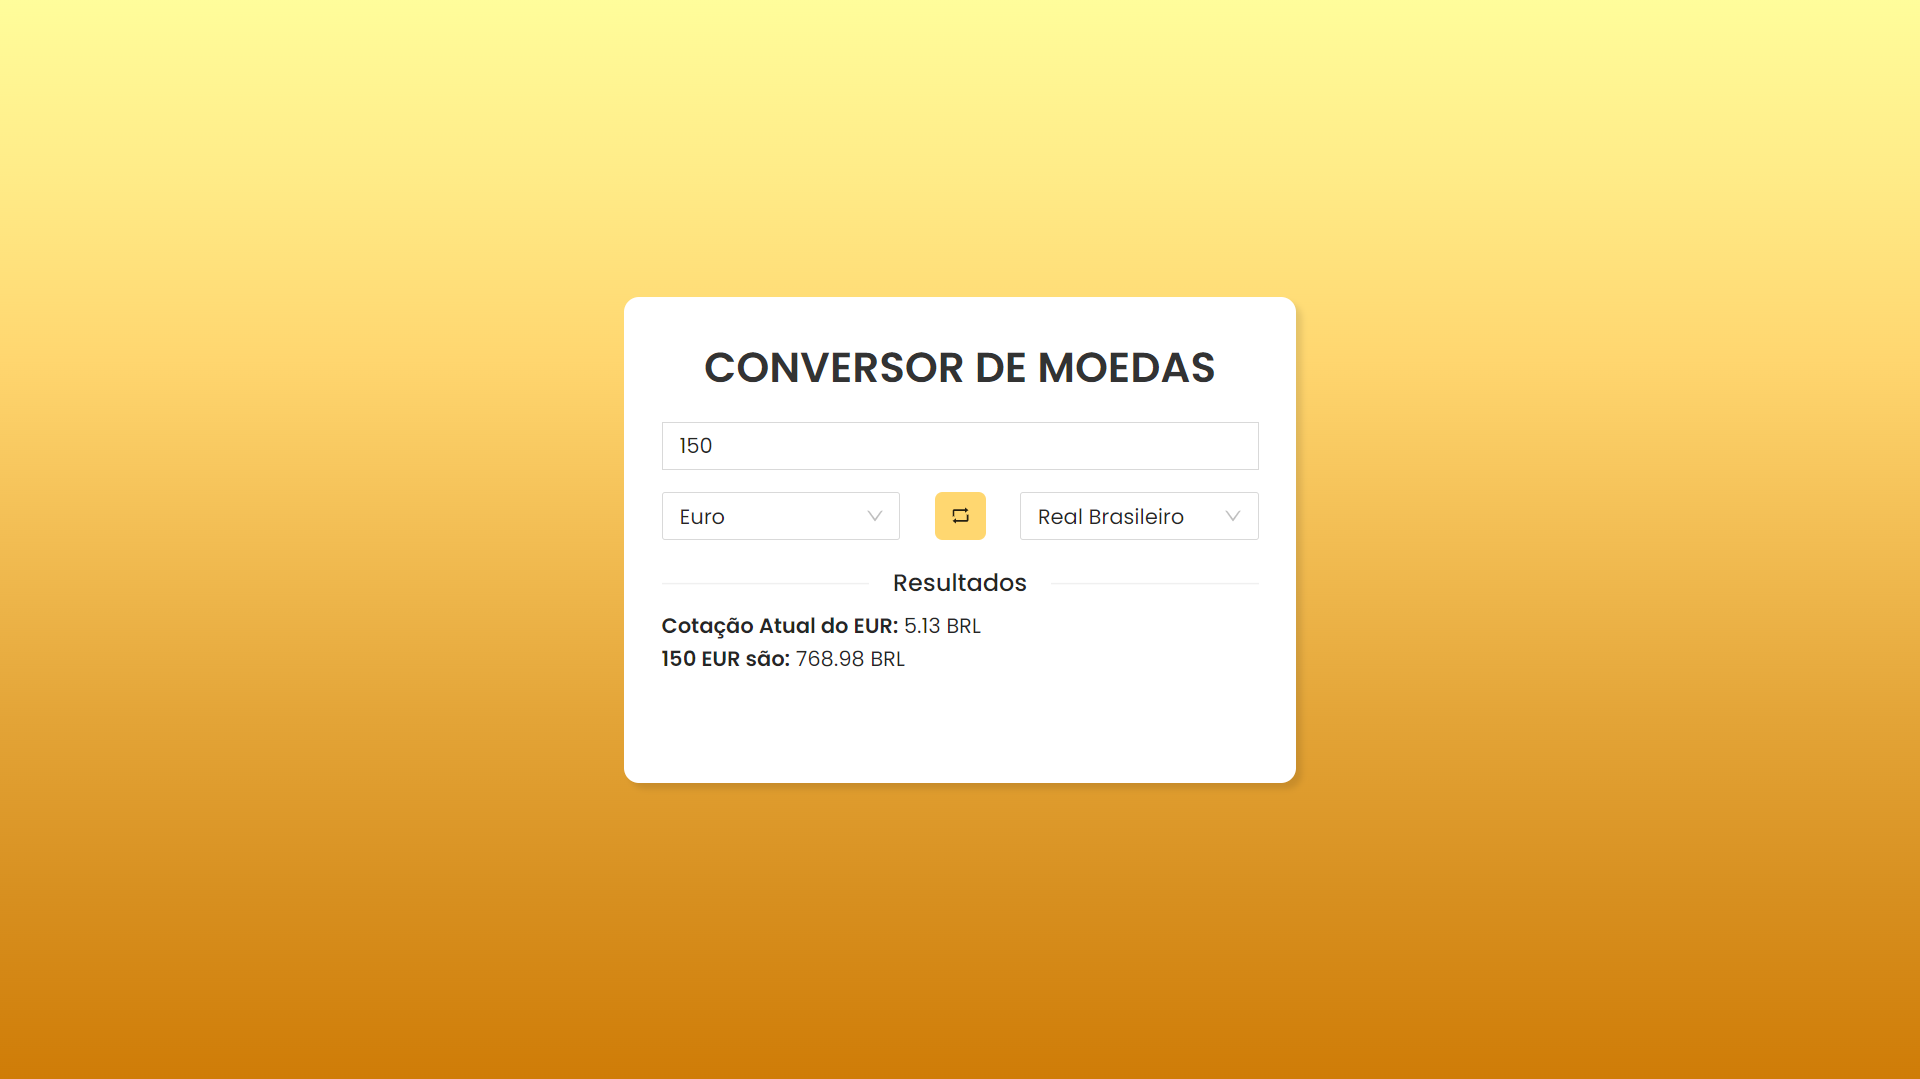 CONVERSOR DE MOEDAS
150
Euro
Real Brasileiro
Resultados
Cotação Atual do EUR: 5.13 BRL
150 EUR são: 768.98 BRL